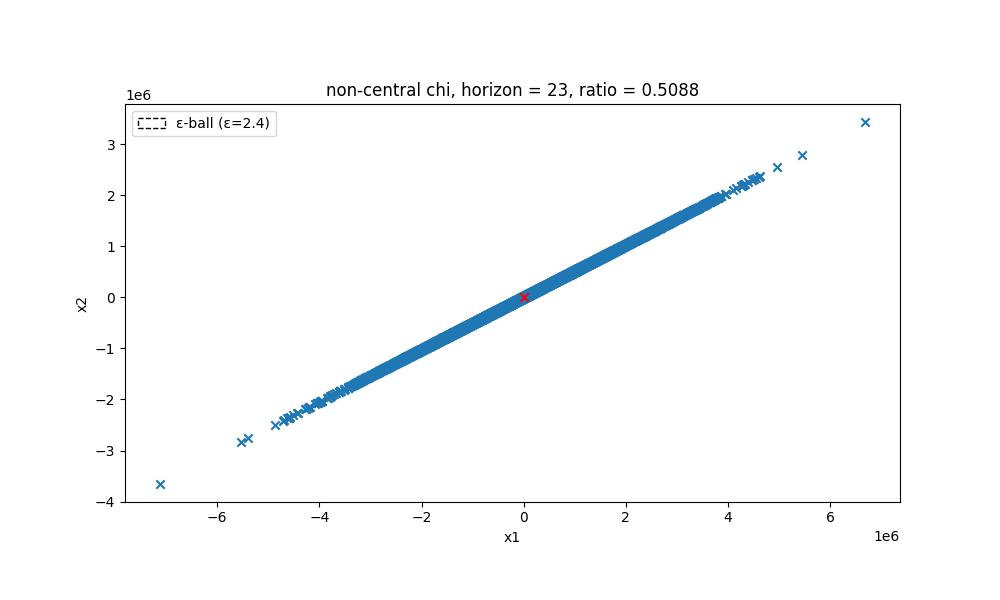 non-central chi, horizon = 23, ratio = 0.5088
1e6
ε-ball (ε=2.4)
3
2
1
0
−1
−2
−3
−4
x2
−6
−4
−2
0
2
4
6
x1
1e6